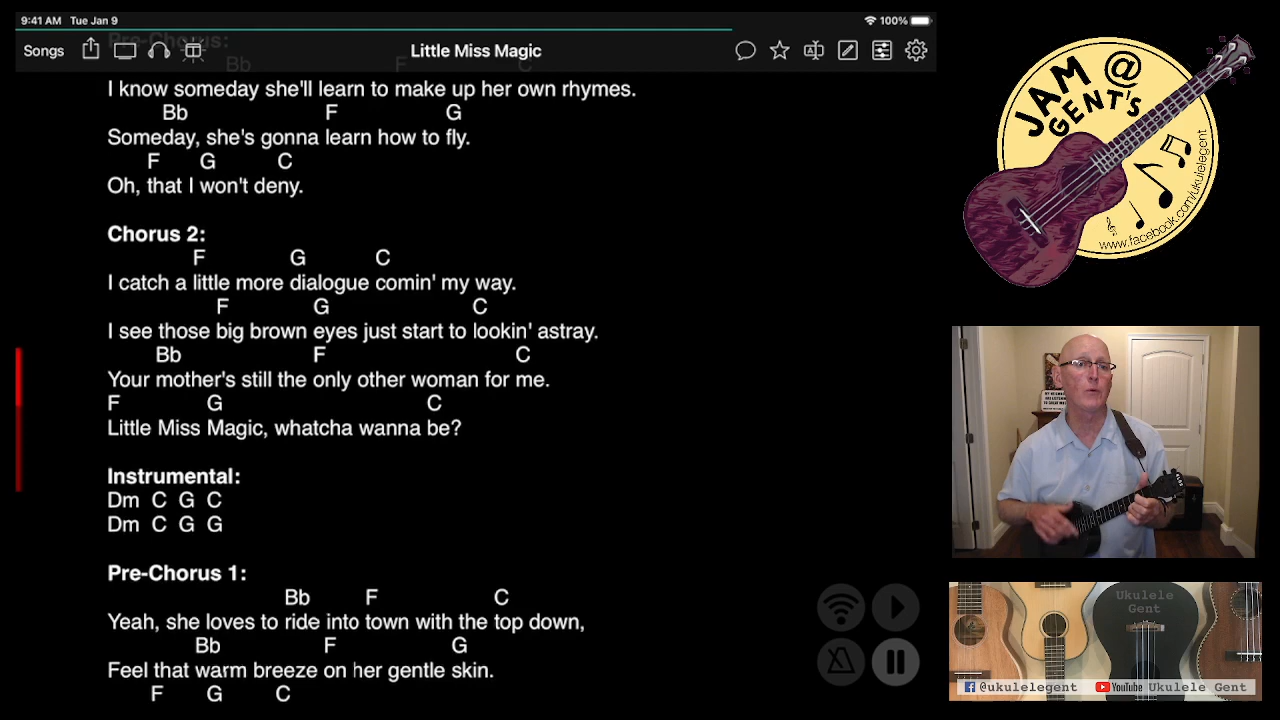 9:41 AM Tue Jan 9
100%
Songs
Little Miss Magic
Pre-Chorus:
Bb F C
I know someday she'll learn to make up her own rhymes.
Bb F G
Someday, she's gonna learn how to fly.
F G C
Oh, that I won't deny.
Chorus 2:
F G C
I catch a little more dialogue comin' my way.
F G C
I see those big brown eyes just start to lookin' astray.
Bb F C
Your mother's still the only other woman for me.
F G C
Little Miss Magic, whatcha wanna be?
Instrumental:
Dm C G C
Dm C G G
Pre-Chorus 1:
Bb F C
Yeah, she loves to ride into town with the top down,
Bb F G
Feel that warm breeze on her gentle skin.
F G C
JAM @
GENT'S
www.facebook.com/ukulelegent
Ukulele
Gent
@ukulelegent YouTube Ukulele Gent